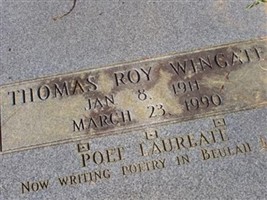 THOMAS ROY WINGATE
JAN 8, 1911
MARCH 23, 1990
POET LAUREATE
NOW WRITING POETRY IN BEULAH